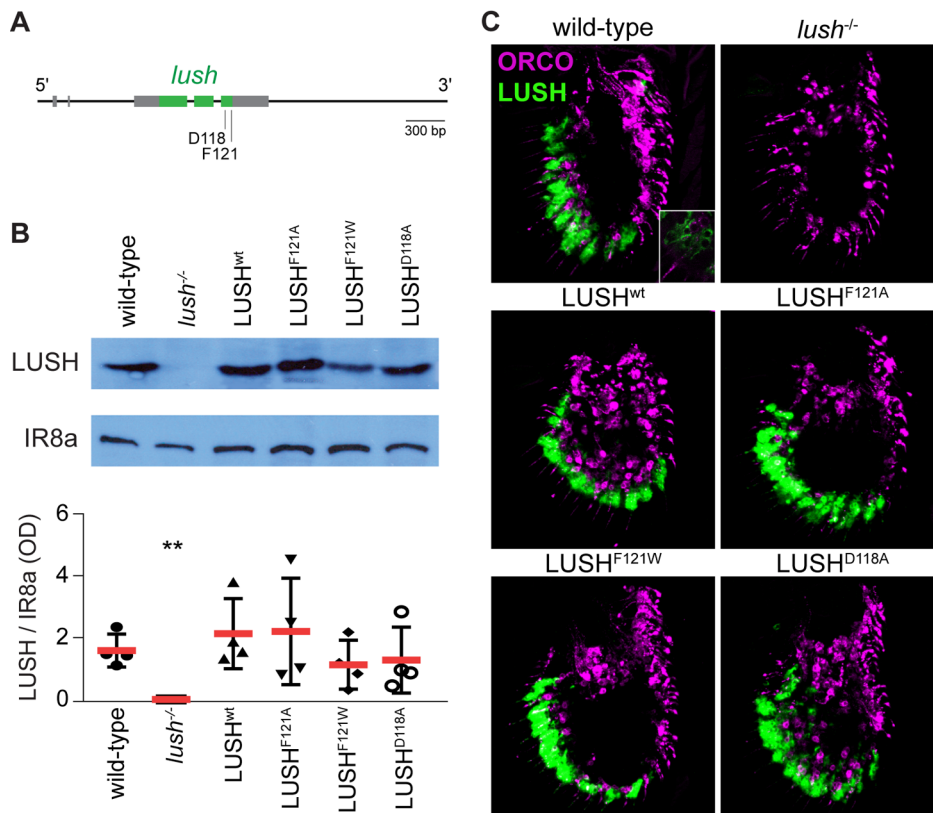 A
5' lush 3'
D118
F121
300 bp
B
wild-type
lush-/-
LUSHwt
LUSHF121A
LUSHF121W
LUSHD118A
LUSH
IR8a
LUSH / IR8a (OD)
6
4
2
0
**
wild-type
lush-/-
LUSHwt
LUSHF121A
LUSHF121W
LUSHD118A
C
wild-type
lush-/-
ORCO
LUSH
LUSHwt
LUSHF121A
LUSHF121W
LUSHD118A